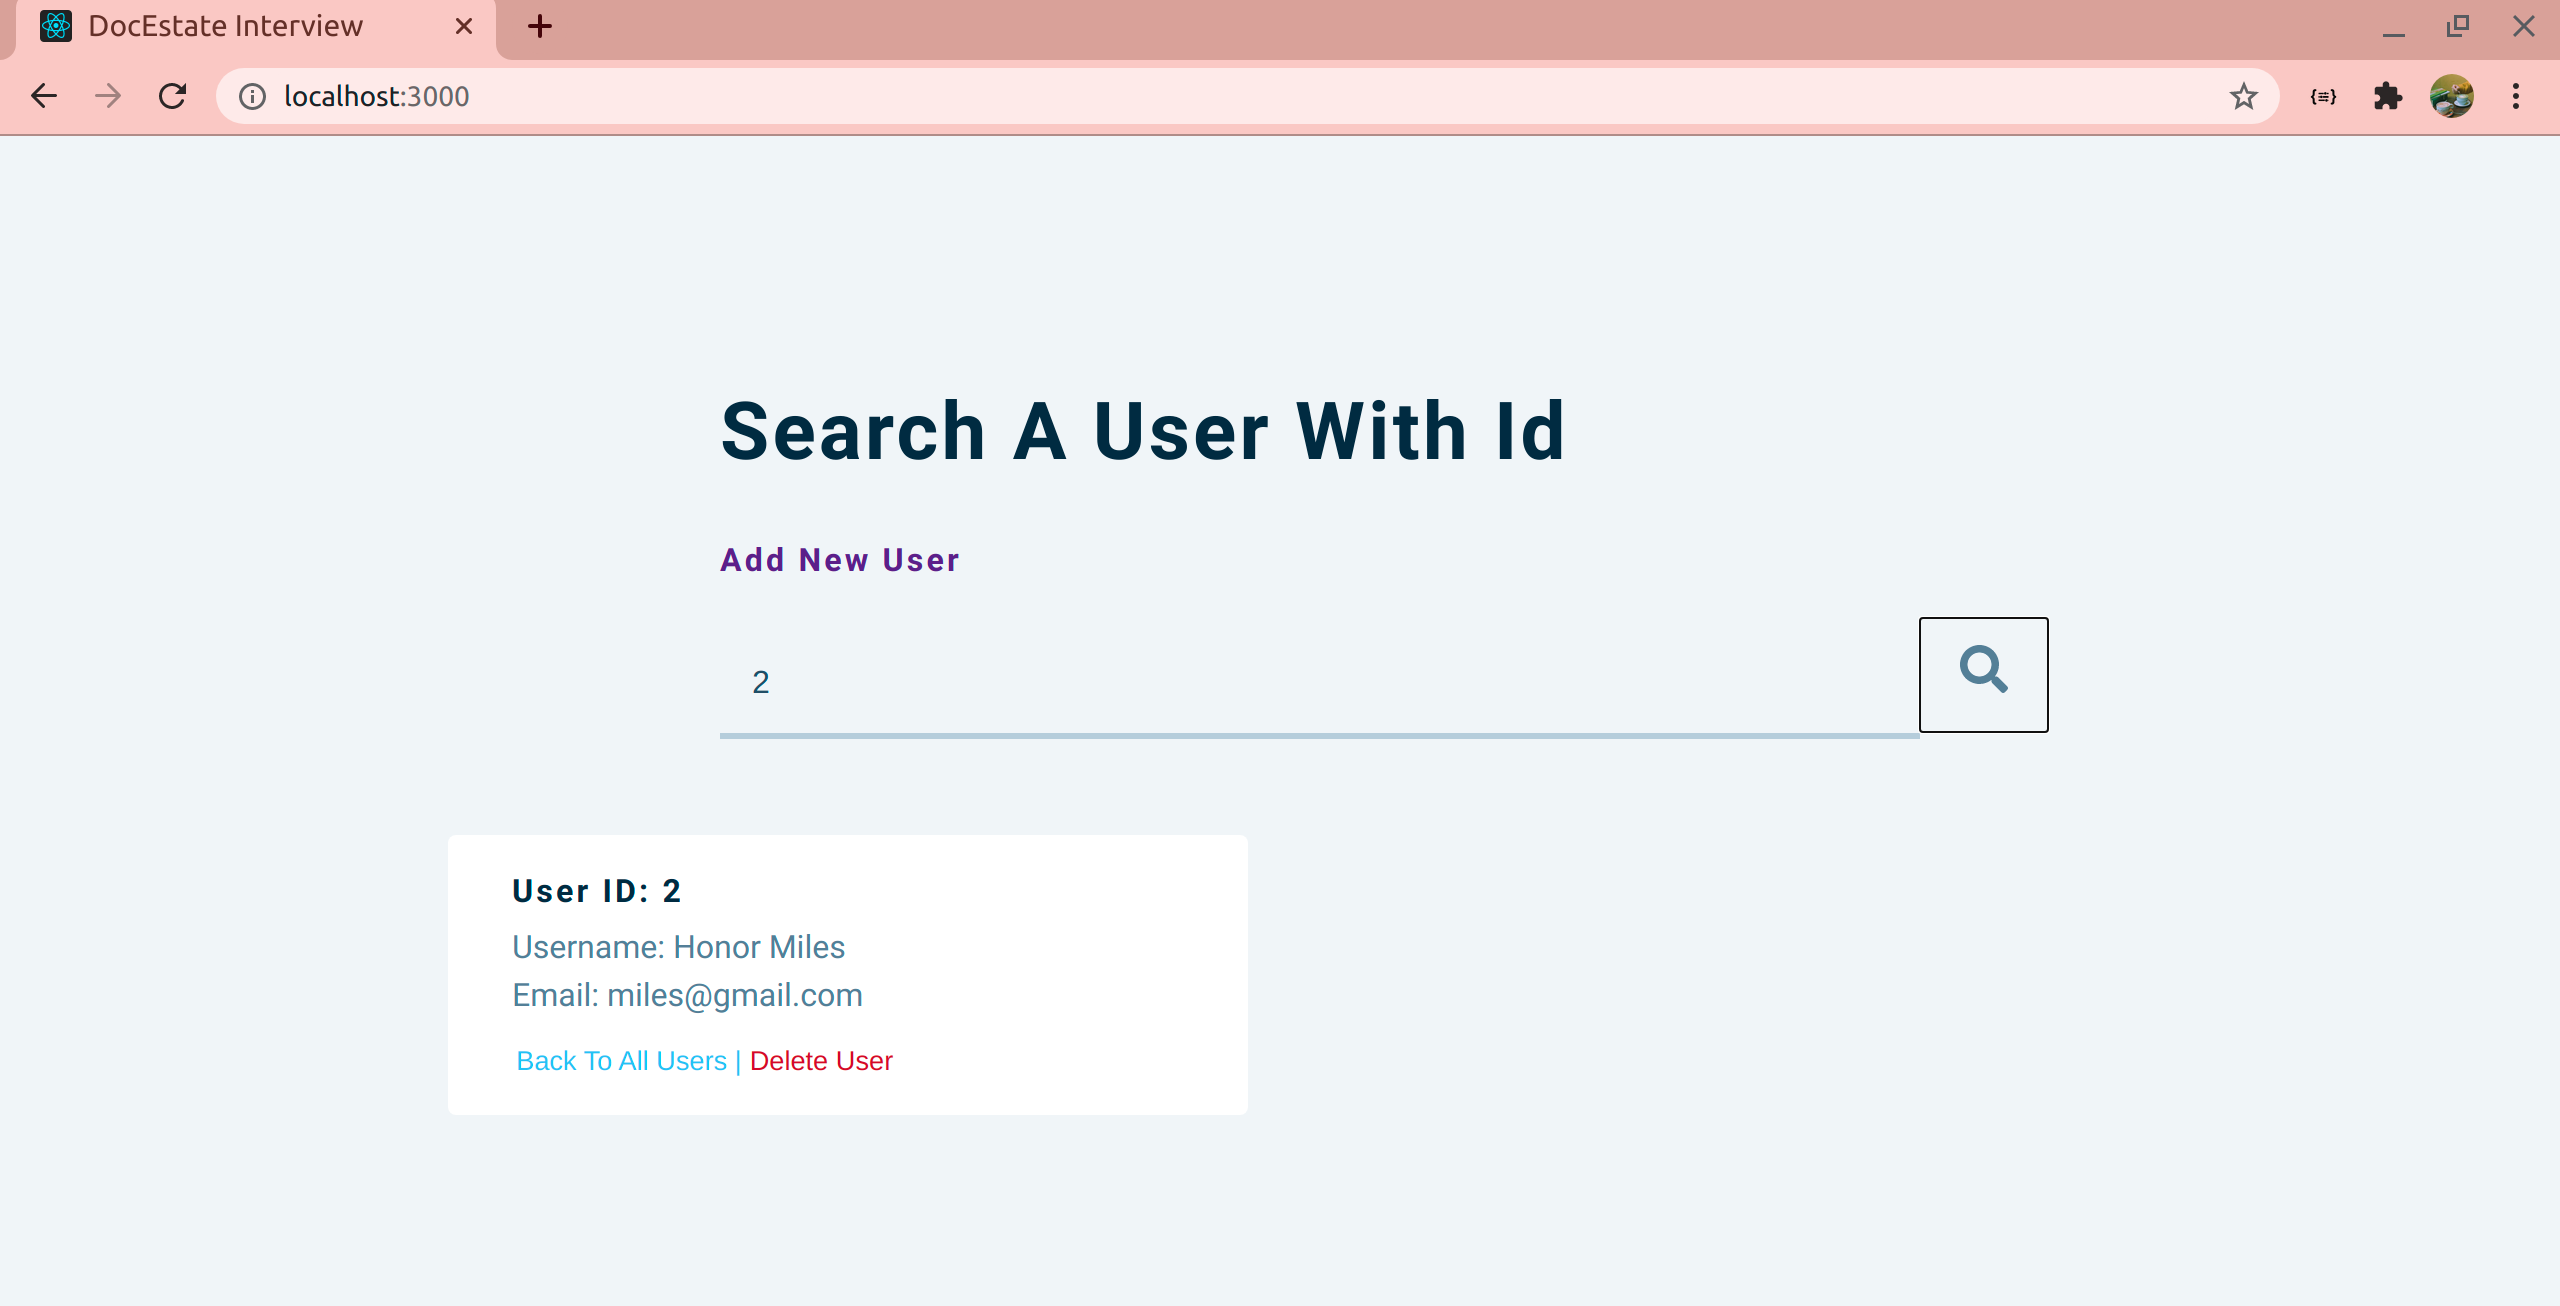 DocEstate Interview
localhost:3000
Search A User With Id
Add New User
2
User ID: 2
Username: Honor Miles
Email: miles@gmail.com
Back To All Users | Delete User